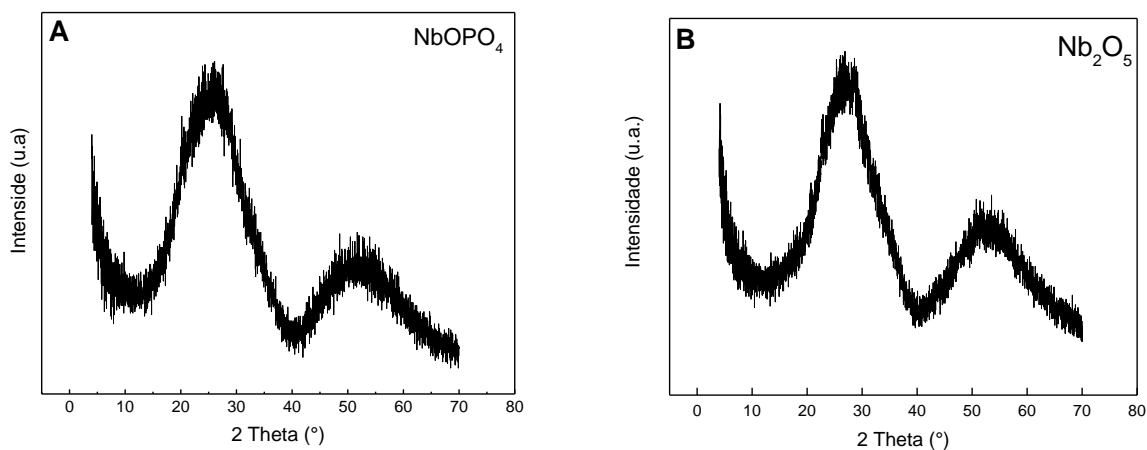 A
NbOPO4
Intenside (u.a)
0 10 20 30 40 50 60 70 80
2 Theta (°)
B
Nb2O5
Intensidade (u.a.)
0 10 20 30 40 50 60 70 80
2 Theta (°)